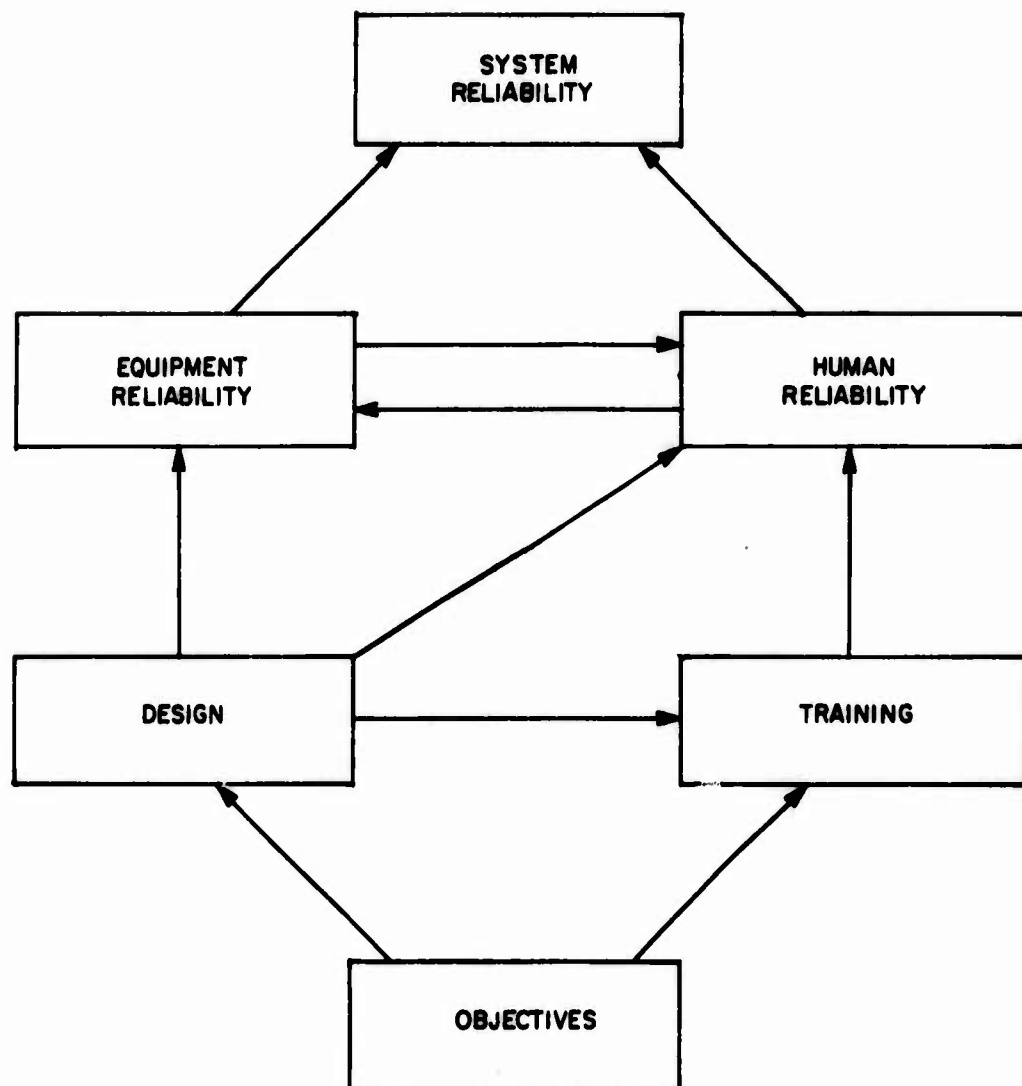 SYSTEM
RELIABILITY
EQUIPMENT
RELIABILITY
HUMAN
RELIABILITY
DESIGN
TRAINING
OBJECTIVES